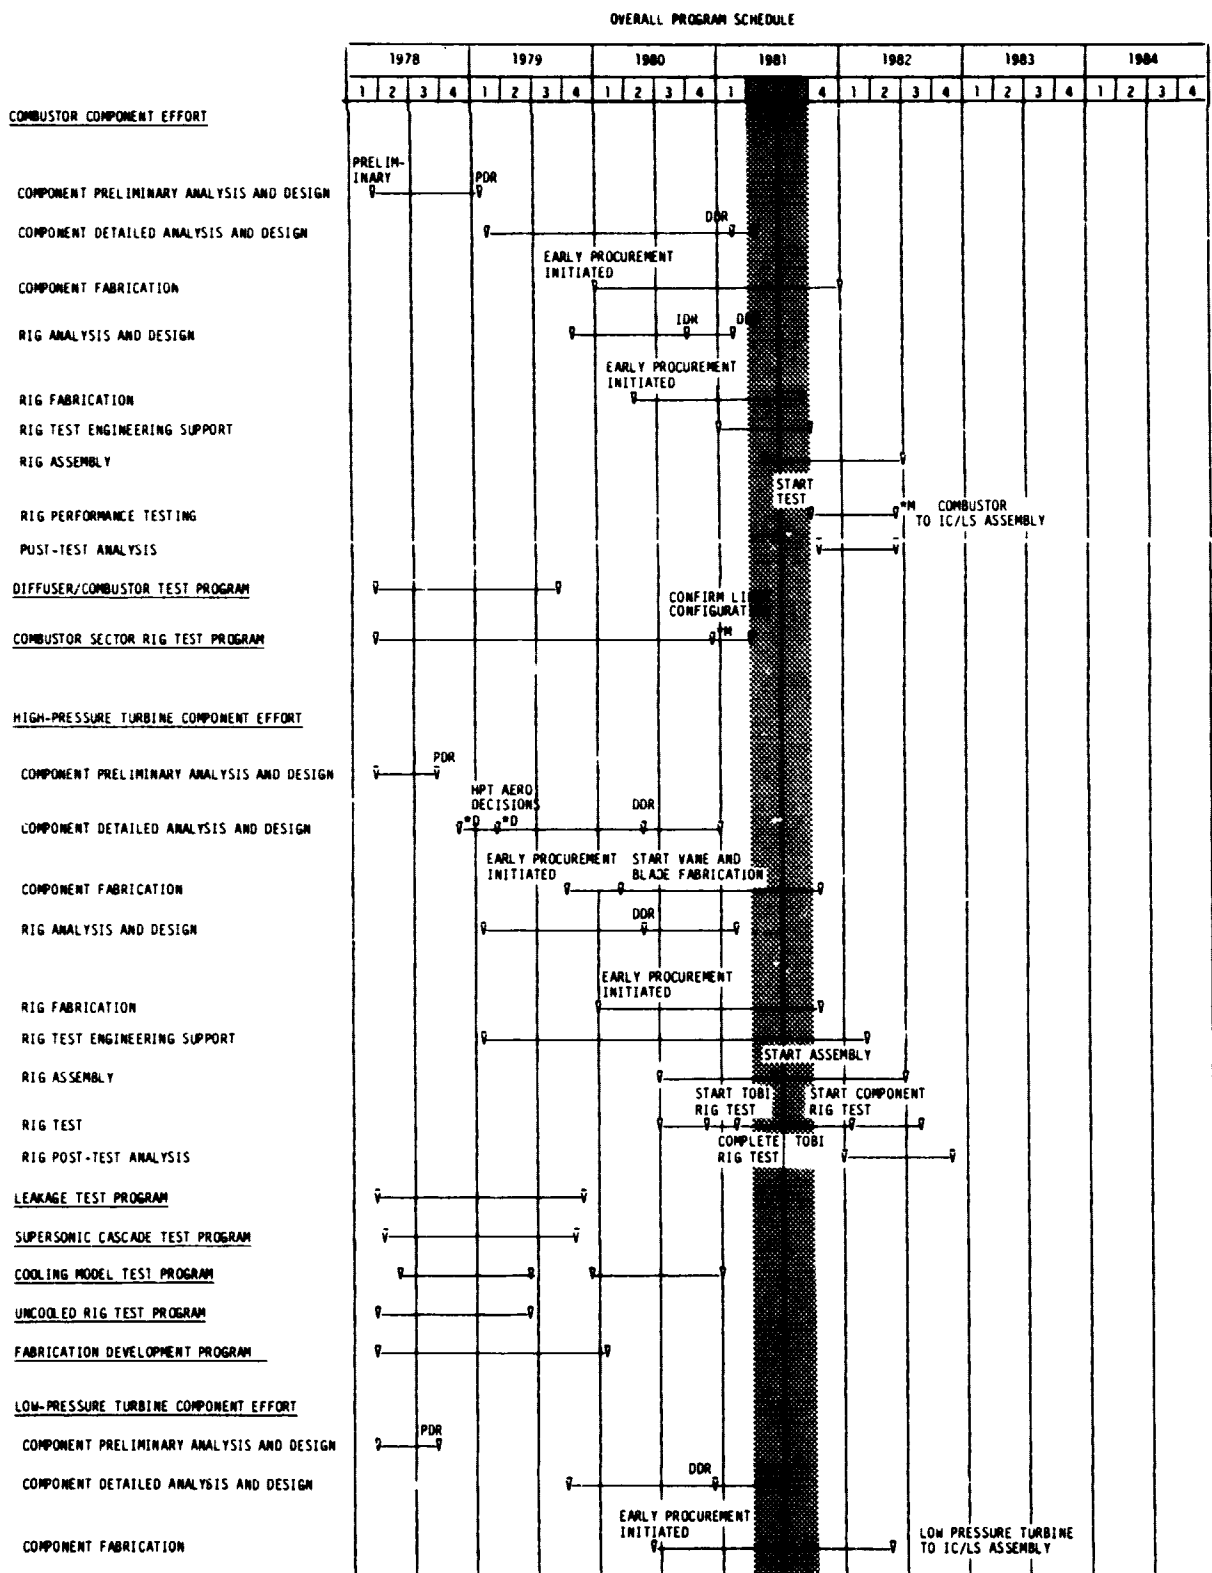 OVERALL PROGRAM SCHEDULE
1978 1979 1980 1981 1982 1983 1984
1 2 3 4 1 2 3 4 1 2 3 4 1 4 1 2 3 4 1 2 3 4 1 2 3 4
COMBUSTOR COMPONENT EFFORT
PRELIM-
INARY PDR
COMPONENT PRELIMINARY ANALYSIS AND DESIGN
DDR
COMPONENT DETAILED ANALYSIS AND DESIGN
EARLY PROCUREMENT
INITIATED
COMPONENT FABRICATION
IDR D
RIG ANALYSIS AND DESIGN
EARLY PROCUREMENT
INITIATED
RIG FABRICATION
RIG TEST ENGINEERING SUPPORT
RIG ASSEMBLY
START
TEST
RIG PERFORMANCE TESTING *M COMBUSTOR
TO IC/LS ASSEMBLY
POST-TEST ANALYSIS
DIFFUSER/COMBUSTOR TEST PROGRAM
CONFIRM LI
CONFIGURAT
COMBUSTOR SECTOR RIG TEST PROGRAM *M
HIGH-PRESSURE TURBINE COMPONENT EFFORT
PDR
COMPONENT PRELIMINARY ANALYSIS AND DESIGN
HPT AERO
DECISIONS DDR
COMPONENT DETAILED ANALYSIS AND DESIGN *D *D
EARLY PROCUREMENT START VANE AND
INITIATED BLADE FABRICATION
COMPONENT FABRICATION
DDR
RIG ANALYSIS AND DESIGN
EARLY PROCUREMENT
INITIATED
RIG FABRICATION
RIG TEST ENGINEERING SUPPORT
START ASSEMBLY
RIG ASSEMBLY
START TOBI START COMPONENT
RIG TEST RIG TEST
RIG TEST
COMPLETE TOBI
RIG POST-TEST ANALYSIS RIG TEST
LEAKAGE TEST PROGRAM
SUPERSONIC CASCADE TEST PROGRAM
COOLING MODEL TEST PROGRAM
UNCOOLED RIG TEST PROGRAM
FABRICATION DEVELOPMENT PROGRAM
LOW-PRESSURE TURBINE COMPONENT EFFORT
PDR
COMPONENT PRELIMINARY ANALYSIS AND DESIGN
DDR
COMPONENT DETAILED ANALYSIS AND DESIGN
EARLY PROCUREMENT
INITIATED LOW PRESSURE TURBINE
COMPONENT FABRICATION TO IC/LS ASSEMBLY